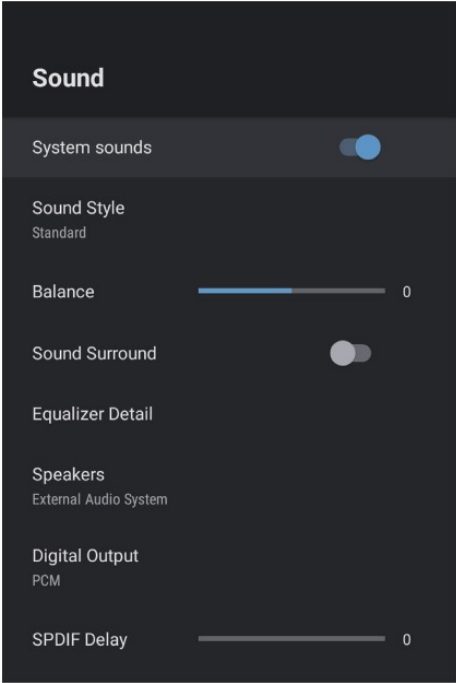 Sound
System sounds
Sound Style
Standard
Balance 0
Sound Surround
Equalizer Detail
Speakers
External Audio System
Digital Output
PCM
SPDIF Delay 0